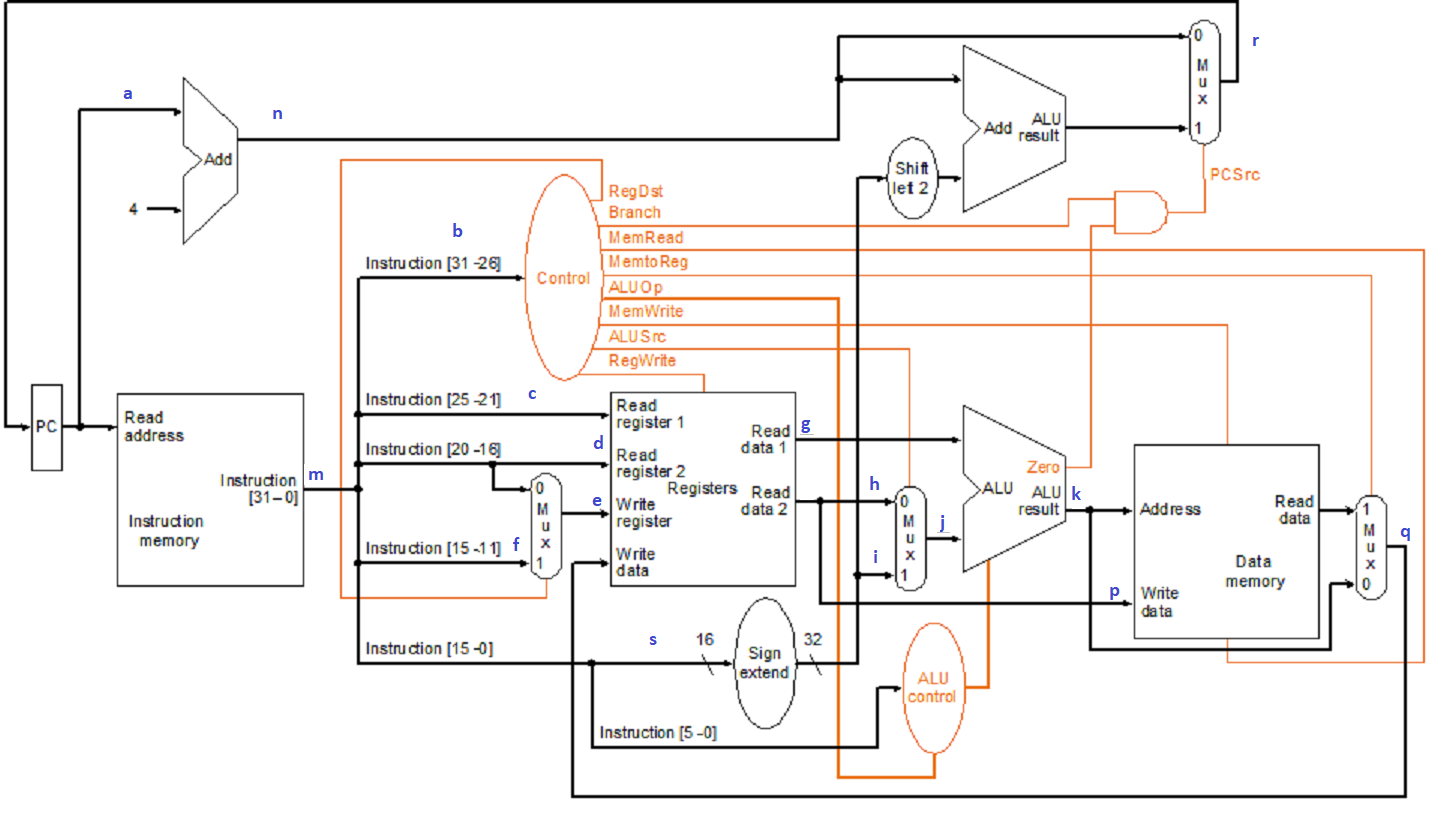 r
0
M
u
x
1
a
n
Add
4
Add
ALU
result
Shift
left 2
PCSrc
RegDst
Branch
MemRead
MemtoReg
ALUOp
MemWrite
ALUSrc
RegWrite
b
Instruction [31-26]
Control
PC
Read
address
Instruction
[31-0]
Instruction
memory
m
Instruction [25-21]
c
Instruction [20-16]
d
e
0
M
u
x
1
Instruction [15-11]
f
Read
register 1
Read
register 2
Write
register
Write
data
Registers
Read
data 1
Read
data 2
g
h
i
0
M
u
x
1
j
Zero
ALU
ALU
result
k
Address
Read
data
Data
memory
p
Write
data
1
M
u
x
0
q
Instruction [15-0]
s
16
Sign
extend
32
ALU
control
Instruction [5-0]